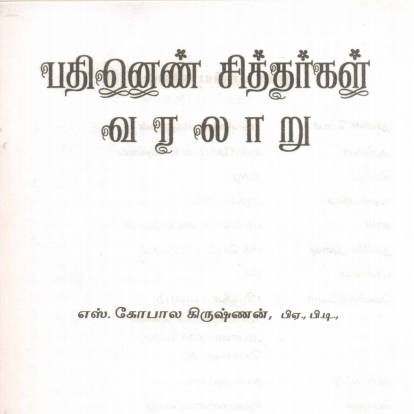 பதினெண் சித்தர்கள்
வரலாறு
எஸ். கோபால கிருஷ்ணன், பிஏ., பி.டி.,